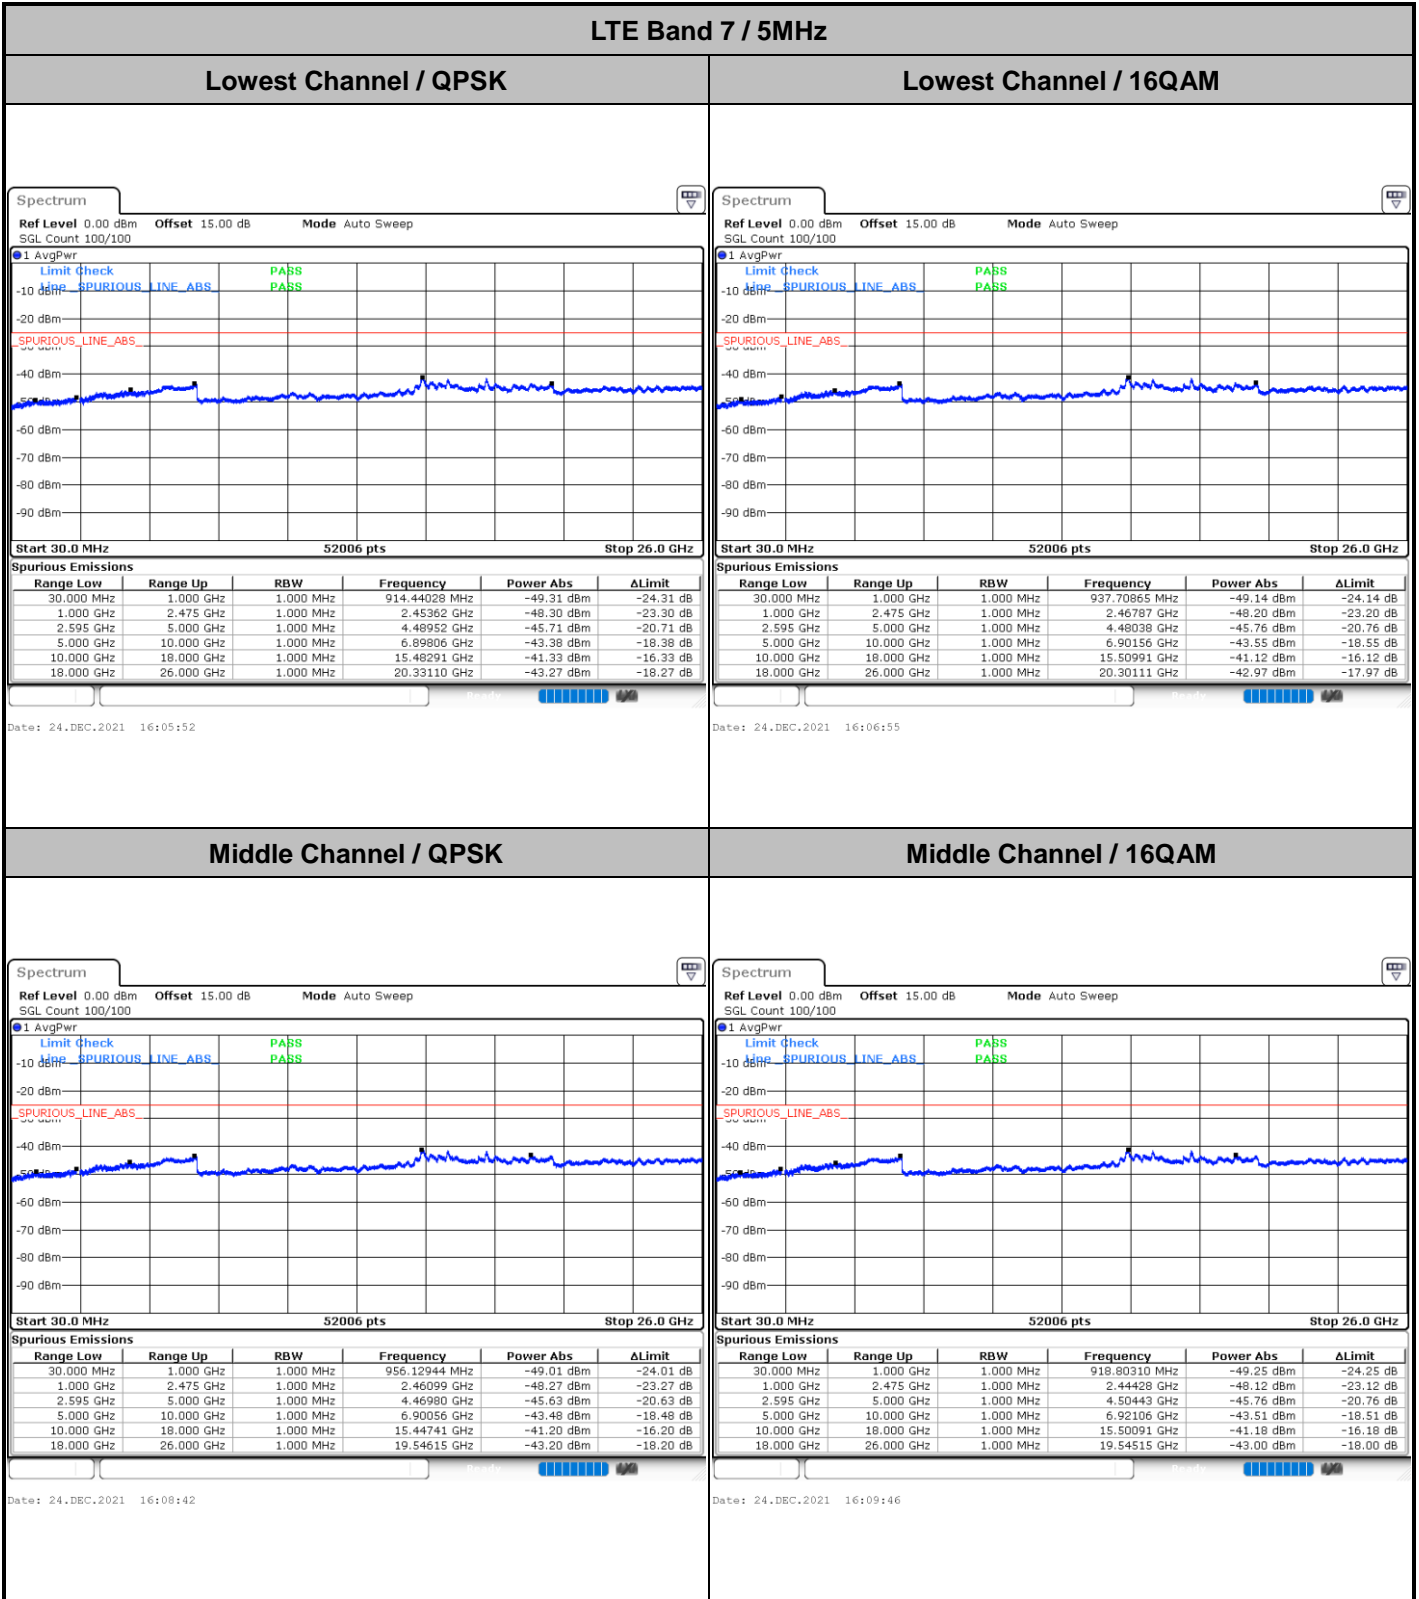 LTE Band 7 / 5MHz
Lowest Channel / QPSK
Lowest Channel / 16QAM
Spectrum
Ref Level 0.00 dBm Offset 15.00 dB Mode Auto Sweep
SGL Count 100/100
1 AvgPwr
Limit Check PASS
-10 dBm Line _SPURIOUS_LINE_ABS_ PASS
-20 dBm
_SPURIOUS_LINE_ABS_
-30 dBm
-40 dBm
-50 dBm
-60 dBm
-70 dBm
-80 dBm
-90 dBm
Start 30.0 MHz 52006 pts Stop 26.0 GHz
Spurious Emissions
Range Low Range Up RBW Frequency Power Abs ΔLimit
30.000 MHz 1.000 GHz 1.000 MHz 914.44028 MHz -49.31 dBm -24.31 dB
1.000 GHz 2.475 GHz 1.000 MHz 2.45362 GHz -48.30 dBm -23.30 dB
2.595 GHz 5.000 GHz 1.000 MHz 4.48952 GHz -45.71 dBm -20.71 dB
5.000 GHz 10.000 GHz 1.000 MHz 6.89806 GHz -43.38 dBm -18.38 dB
10.000 GHz 18.000 GHz 1.000 MHz 15.48291 GHz -41.33 dBm -16.33 dB
18.000 GHz 26.000 GHz 1.000 MHz 20.33110 GHz -43.27 dBm -18.27 dB
Ready
Date: 24.DEC.2021 16:05:52
Spectrum
Ref Level 0.00 dBm Offset 15.00 dB Mode Auto Sweep
SGL Count 100/100
1 AvgPwr
Limit Check PASS
-10 dBm Line _SPURIOUS_LINE_ABS_ PASS
-20 dBm
_SPURIOUS_LINE_ABS_
-30 dBm
-40 dBm
-50 dBm
-60 dBm
-70 dBm
-80 dBm
-90 dBm
Start 30.0 MHz 52006 pts Stop 26.0 GHz
Spurious Emissions
Range Low Range Up RBW Frequency Power Abs ΔLimit
30.000 MHz 1.000 GHz 1.000 MHz 937.70865 MHz -49.14 dBm -24.14 dB
1.000 GHz 2.475 GHz 1.000 MHz 2.46787 GHz -48.20 dBm -23.20 dB
2.595 GHz 5.000 GHz 1.000 MHz 4.48038 GHz -45.76 dBm -20.76 dB
5.000 GHz 10.000 GHz 1.000 MHz 6.90156 GHz -43.55 dBm -18.55 dB
10.000 GHz 18.000 GHz 1.000 MHz 15.50991 GHz -41.12 dBm -16.12 dB
18.000 GHz 26.000 GHz 1.000 MHz 20.30111 GHz -42.97 dBm -17.97 dB
Ready
Date: 24.DEC.2021 16:06:55
Middle Channel / QPSK
Middle Channel / 16QAM
Spectrum
Ref Level 0.00 dBm Offset 15.00 dB Mode Auto Sweep
SGL Count 100/100
1 AvgPwr
Limit Check PASS
-10 dBm Line _SPURIOUS_LINE_ABS_ PASS
-20 dBm
_SPURIOUS_LINE_ABS_
-30 dBm
-40 dBm
-50 dBm
-60 dBm
-70 dBm
-80 dBm
-90 dBm
Start 30.0 MHz 52006 pts Stop 26.0 GHz
Spurious Emissions
Range Low Range Up RBW Frequency Power Abs ΔLimit
30.000 MHz 1.000 GHz 1.000 MHz 956.12944 MHz -49.01 dBm -24.01 dB
1.000 GHz 2.475 GHz 1.000 MHz 2.46099 GHz -48.27 dBm -23.27 dB
2.595 GHz 5.000 GHz 1.000 MHz 4.46980 GHz -45.63 dBm -20.63 dB
5.000 GHz 10.000 GHz 1.000 MHz 6.90056 GHz -43.48 dBm -18.48 dB
10.000 GHz 18.000 GHz 1.000 MHz 15.44741 GHz -41.20 dBm -16.20 dB
18.000 GHz 26.000 GHz 1.000 MHz 19.54615 GHz -43.20 dBm -18.20 dB
Ready
Date: 24.DEC.2021 16:08:42
Spectrum
Ref Level 0.00 dBm Offset 15.00 dB Mode Auto Sweep
SGL Count 100/100
1 AvgPwr
Limit Check PASS
-10 dBm Line _SPURIOUS_LINE_ABS_ PASS
-20 dBm
_SPURIOUS_LINE_ABS_
-30 dBm
-40 dBm
-50 dBm
-60 dBm
-70 dBm
-80 dBm
-90 dBm
Start 30.0 MHz 52006 pts Stop 26.0 GHz
Spurious Emissions
Range Low Range Up RBW Frequency Power Abs ΔLimit
30.000 MHz 1.000 GHz 1.000 MHz 918.80310 MHz -49.25 dBm -24.25 dB
1.000 GHz 2.475 GHz 1.000 MHz 2.44428 GHz -48.12 dBm -23.12 dB
2.595 GHz 5.000 GHz 1.000 MHz 4.50443 GHz -45.76 dBm -20.76 dB
5.000 GHz 10.000 GHz 1.000 MHz 6.92106 GHz -43.51 dBm -18.51 dB
10.000 GHz 18.000 GHz 1.000 MHz 15.50091 GHz -41.18 dBm -16.18 dB
18.000 GHz 26.000 GHz 1.000 MHz 19.54515 GHz -43.00 dBm -18.00 dB
Ready
Date: 24.DEC.2021 16:09:46